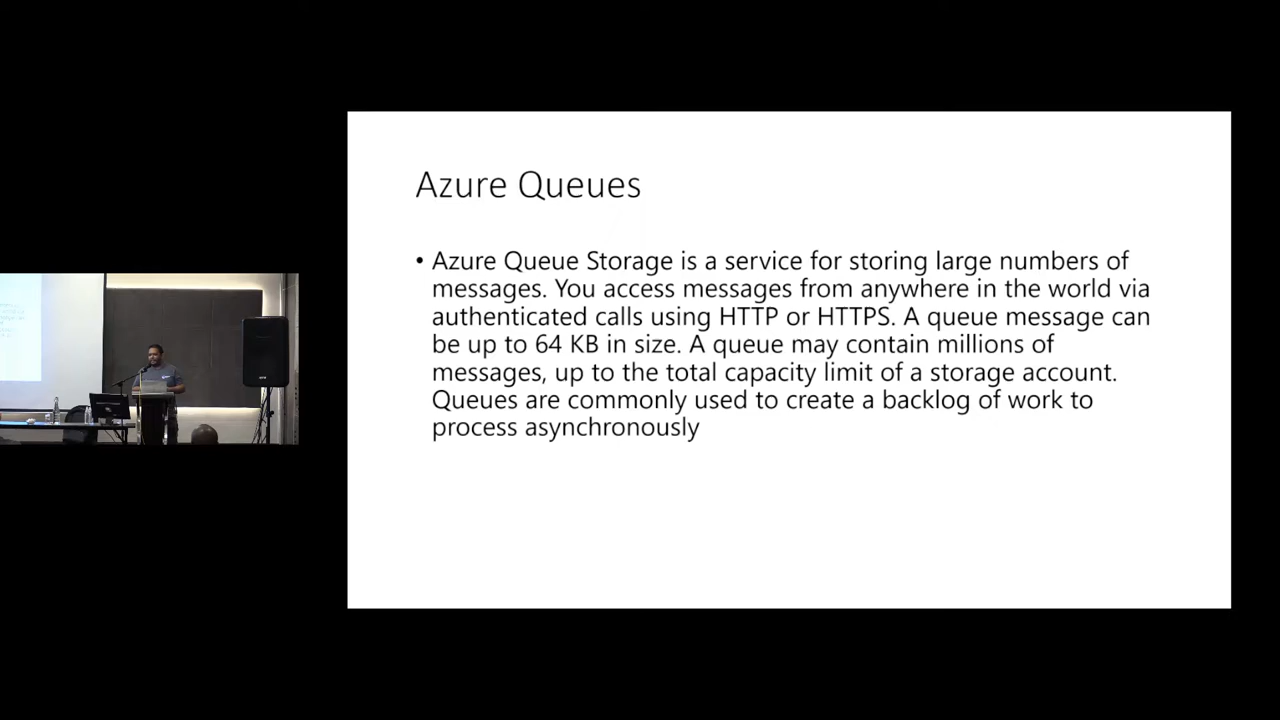 Azure Queues
• Azure Queue Storage is a service for storing large numbers of
messages. You access messages from anywhere in the world via
authenticated calls using HTTP or HTTPS. A queue message can
be up to 64 KB in size. A queue may contain millions of
messages, up to the total capacity limit of a storage account.
Queues are commonly used to create a backlog of work to
process asynchronously